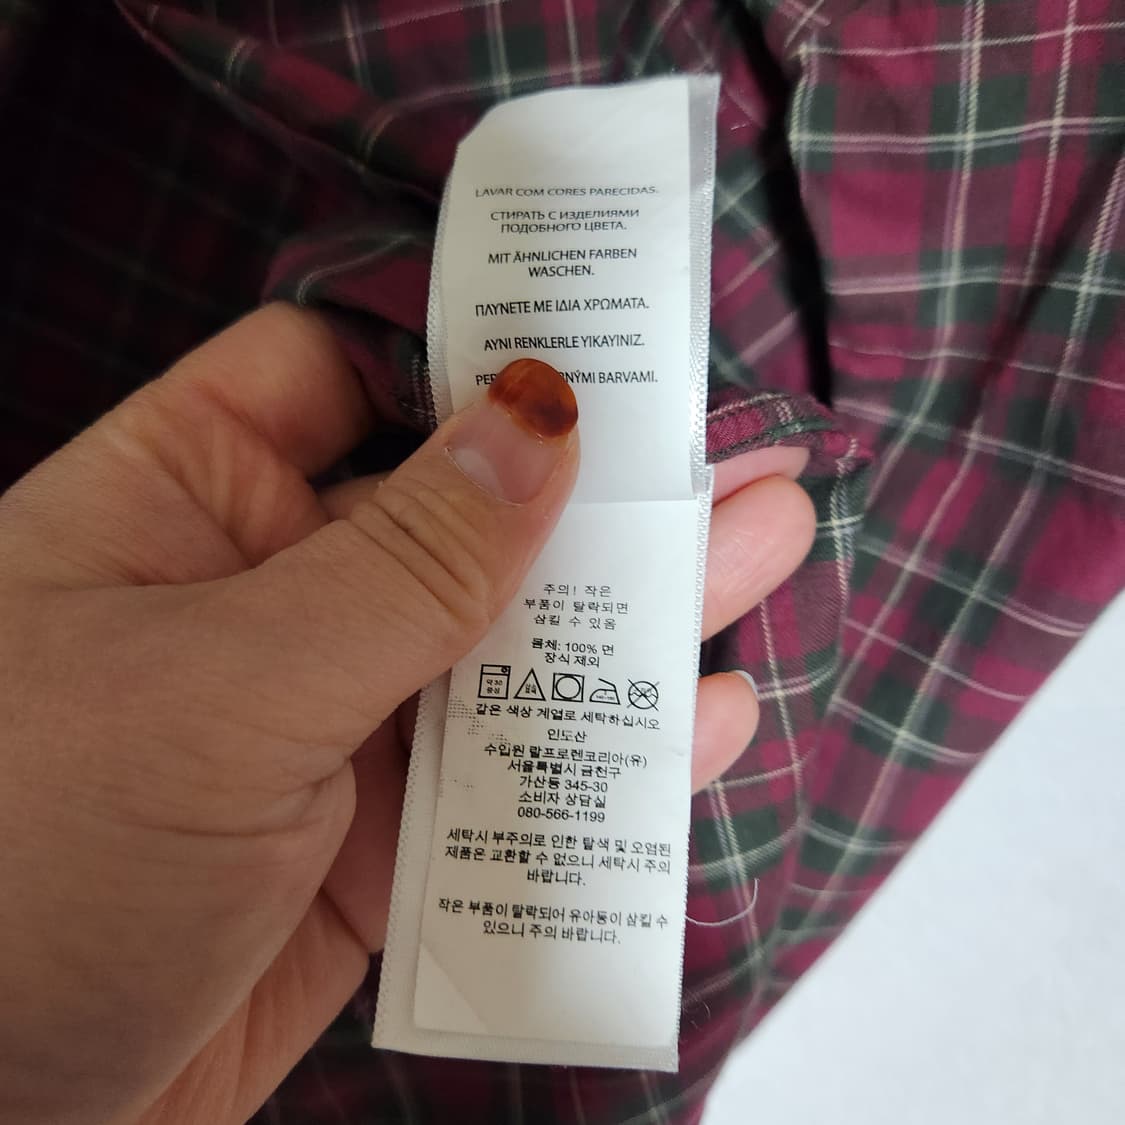 LAVAR COM CORES PARECIDAS.
СТИРАТЬ С ИЗДЕЛИЯМИ
ПОДОБНОГО ЦВЕТА.
MIT ÄHNLICHEN FARBEN
WASCHEN.
ΠΛΥΝΕΤΕ ΜΕ ΙΔΙΑ ΧΡΩΜΑΤΑ.
AYNI RENKLERLE YIKAYINIZ.
BARVAMI.
주의! 작은
부품이 탈락되면
삼킬 수 있음
몸체: 100% 면
장식 제외
약 30
중성
같은 색상 계열로 세탁하십시오
인도산
수입원 랄프로렌코리아(유)
서울특별시 금천구
가산동 345-30
소비자 상담실
080-566-1199
세탁시 부주의로 인한 탈색 및 오염된
제품은 교환할 수 없으니 세탁시 주의
바랍니다.
작은 부품이 탈락되어 유아동이 삼킬 수
있으니 주의 바랍니다.